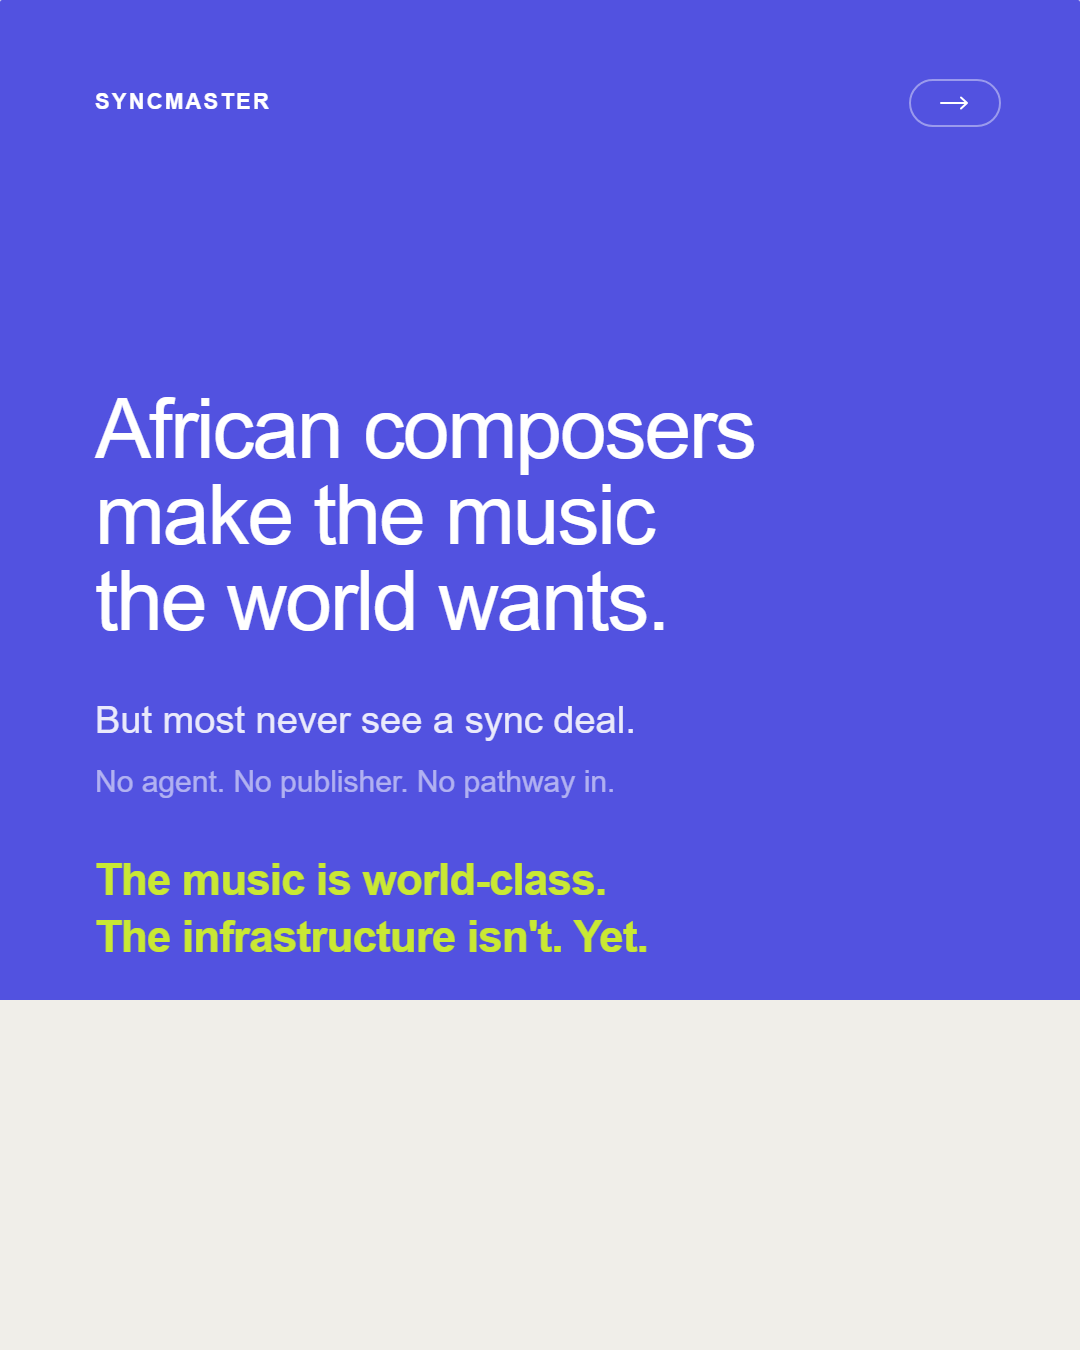 SYNCMASTER
African composers
make the music
the world wants.
But most never see a sync deal.
No agent. No publisher. No pathway in.
The music is world-class.
The infrastructure isn't. Yet.